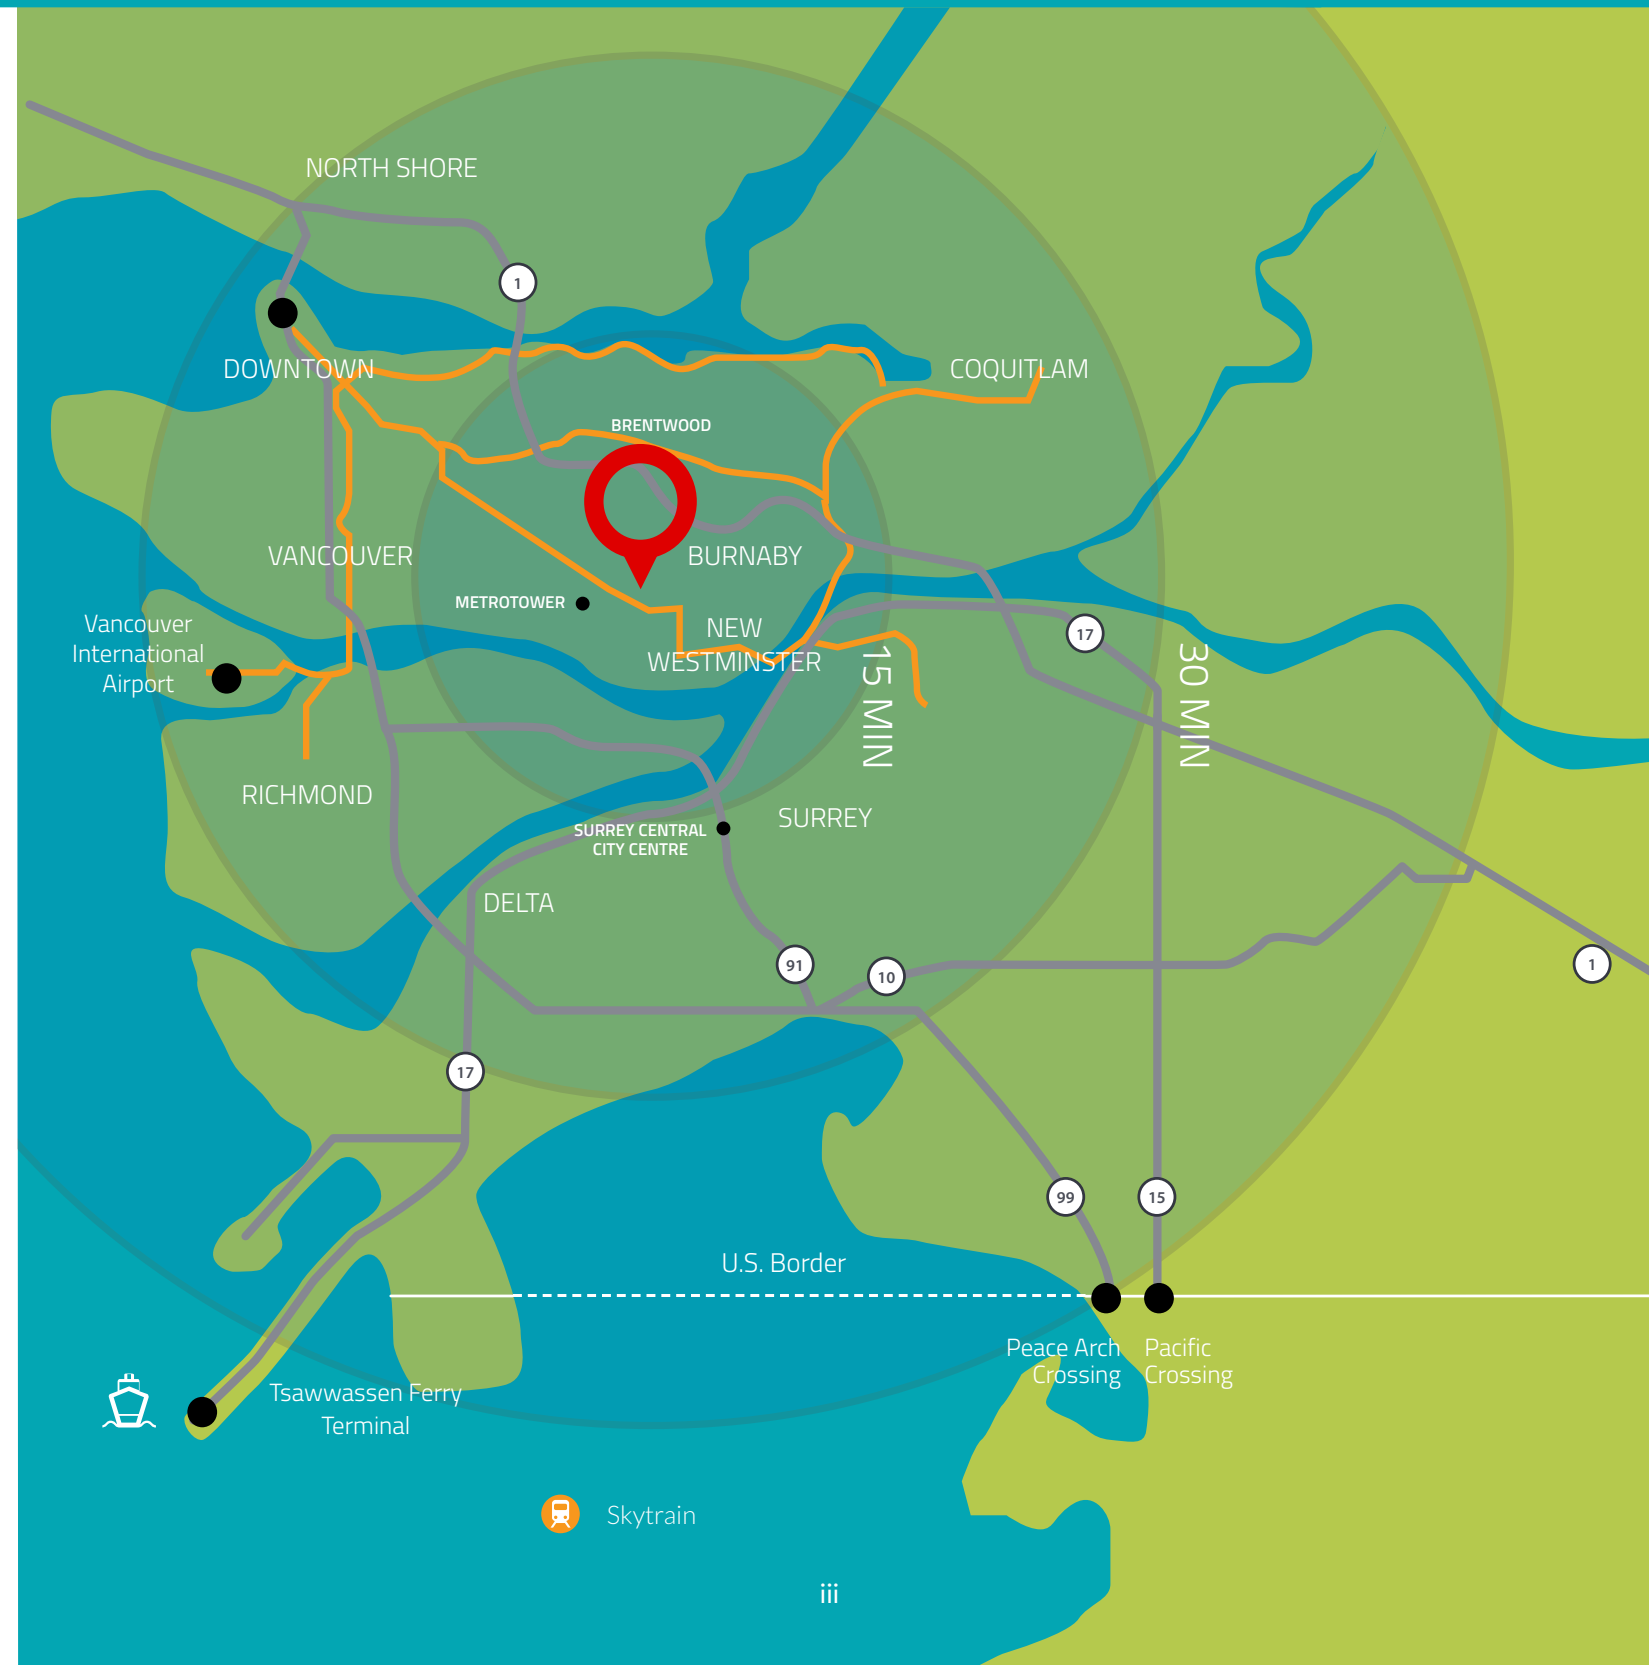 NORTH SHORE
1
DOWNTOWN
COQUITLAM
BRENTWOOD
VANCOUVER
BURNABY
METROTOWER
Vancouver
International
Airport
NEW
WESTMINSTER
17
15 MIN
30 MIN
RICHMOND
SURREY
SURREY CENTRAL
CITY CENTRE
DELTA
91
10
1
17
99
15
U.S. Border
Peace Arch
Crossing
Pacific
Crossing
Tsawwassen Ferry
Terminal
Skytrain
iii